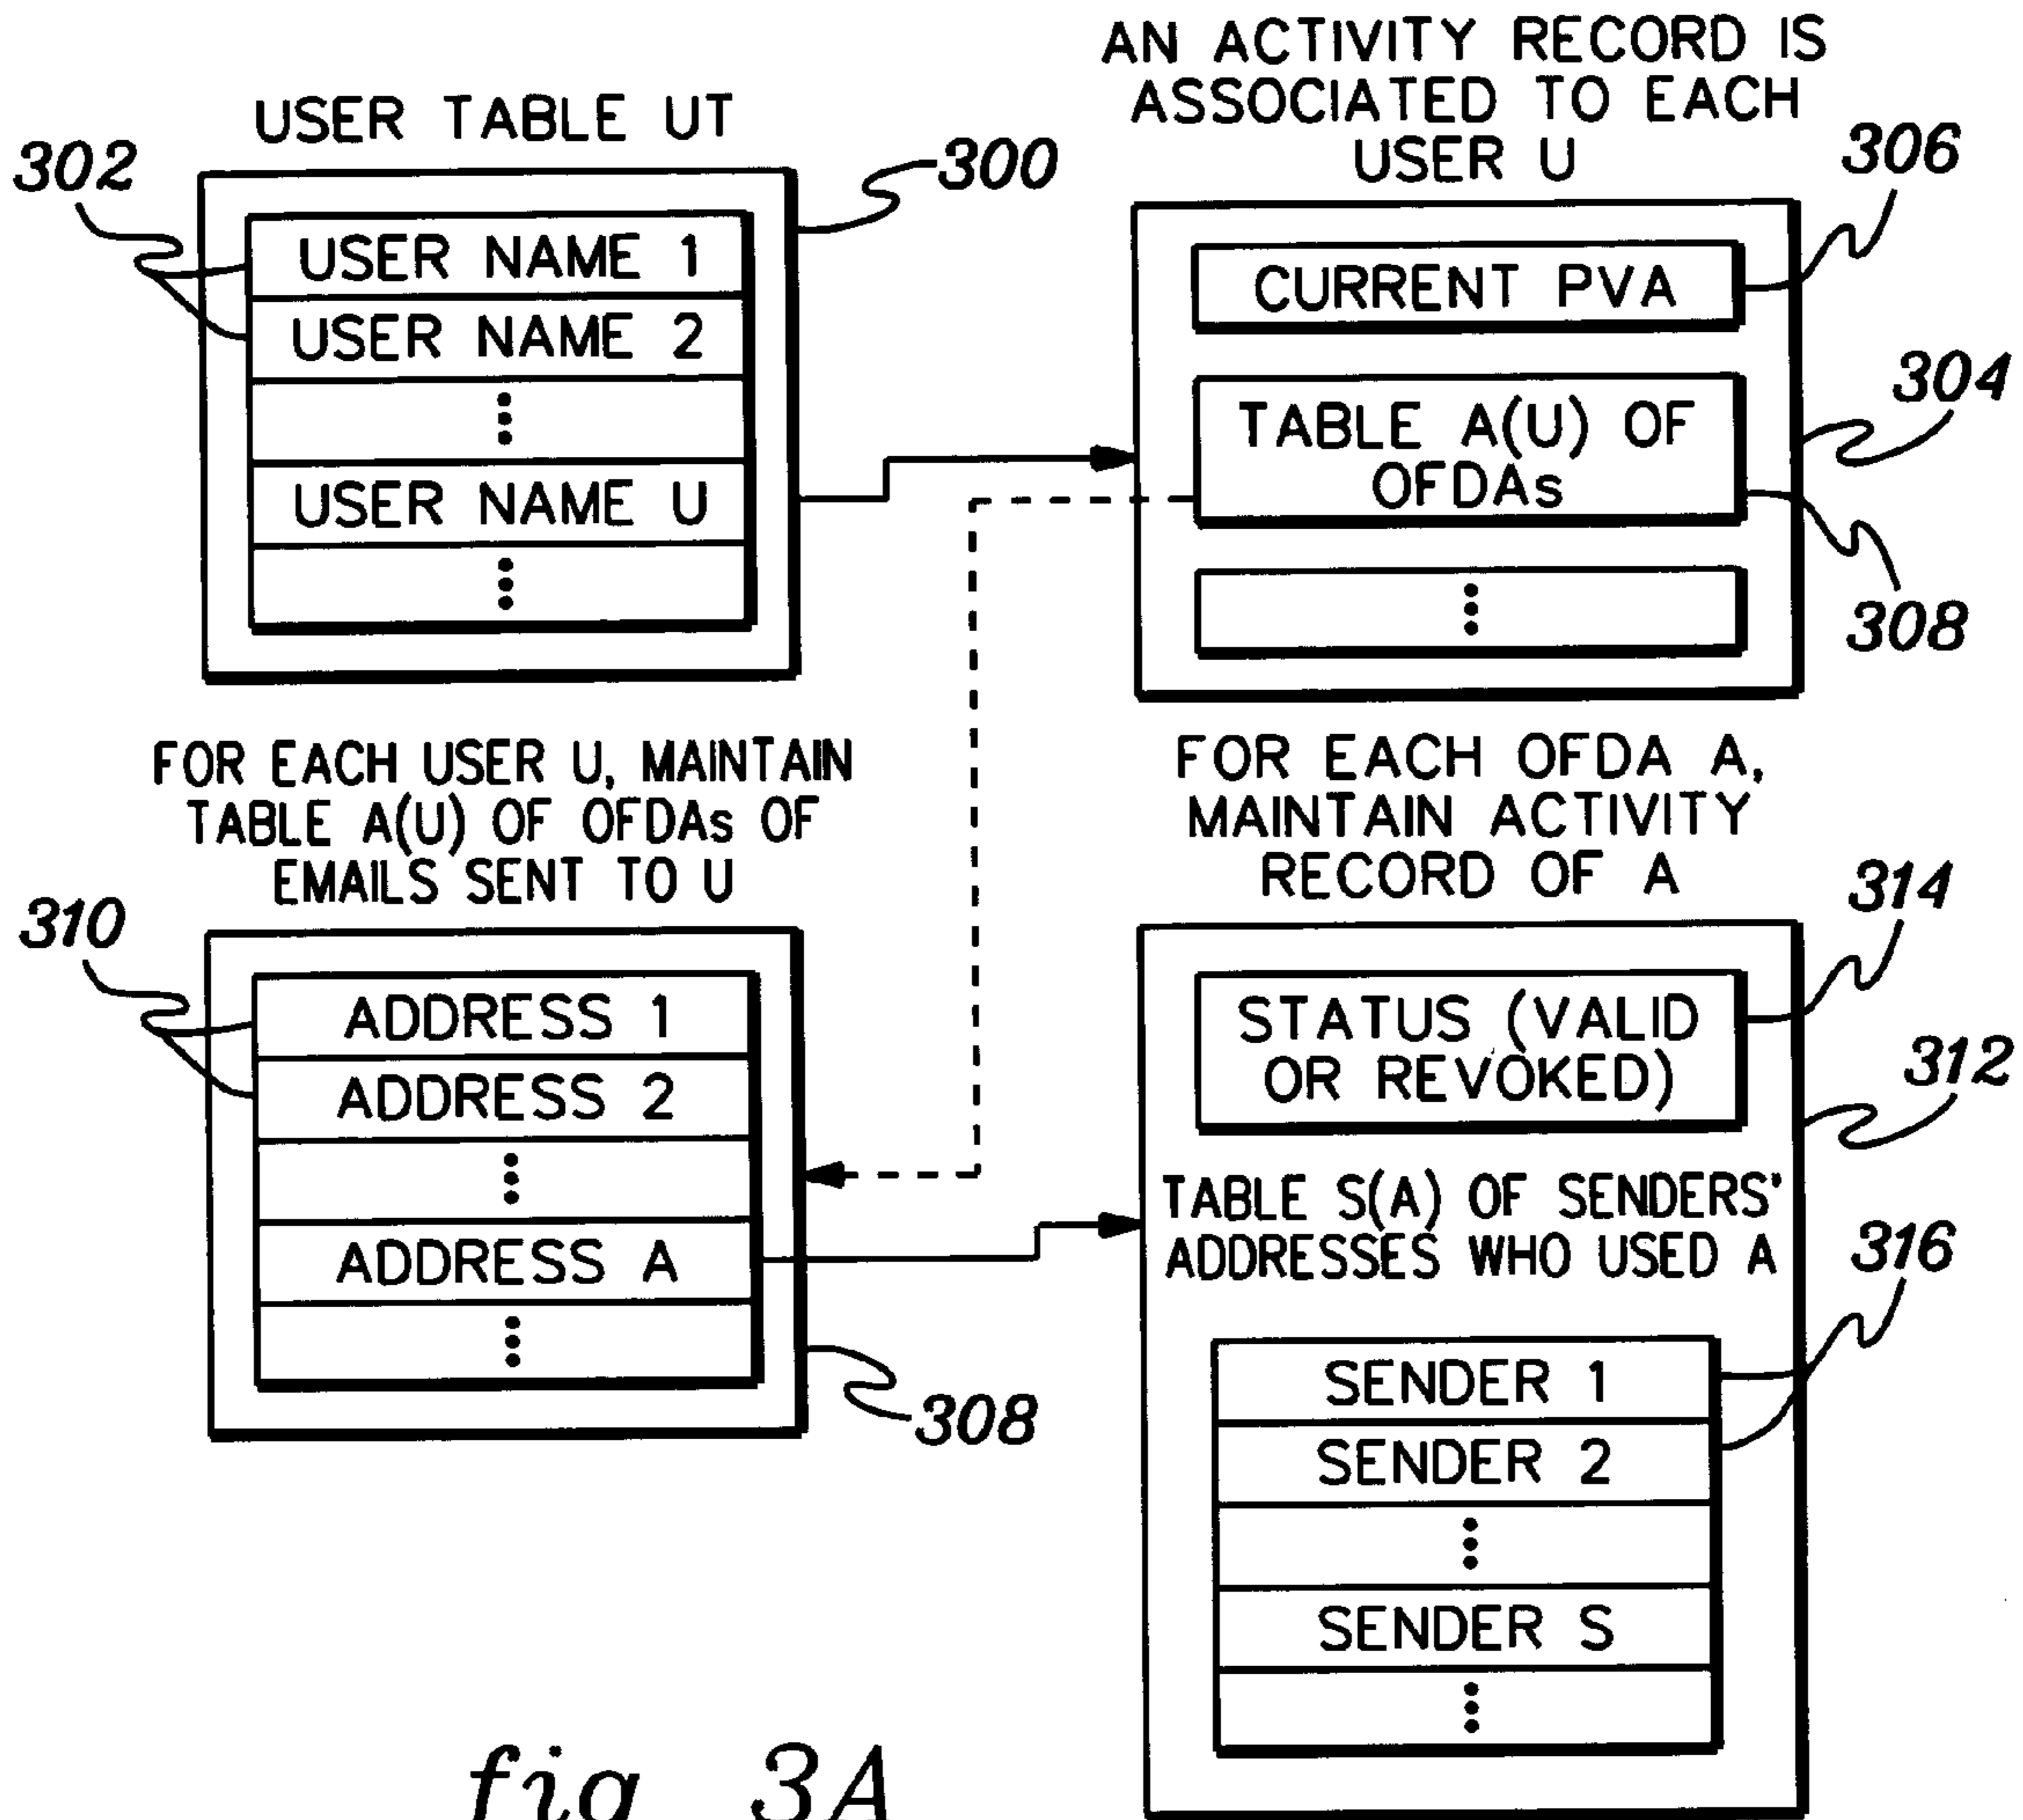 USER TABLE UT
300
302
USER NAME 1
USER NAME 2
USER NAME U
AN ACTIVITY RECORD IS
ASSOCIATED TO EACH
USER U
306
CURRENT PVA
304
TABLE A(U) OF
OFDAs
308
FOR EACH USER U, MAINTAIN
TABLE A(U) OF OFDAs OF
EMAILS SENT TO U
310
ADDRESS 1
ADDRESS 2
ADDRESS A
308
FOR EACH OFDA A,
MAINTAIN ACTIVITY
RECORD OF A
314
STATUS (VALID
OR REVOKED)
312
TABLE S(A) OF SENDERS'
ADDRESSES WHO USED A
316
SENDER 1
SENDER 2
SENDER S
fig 3A